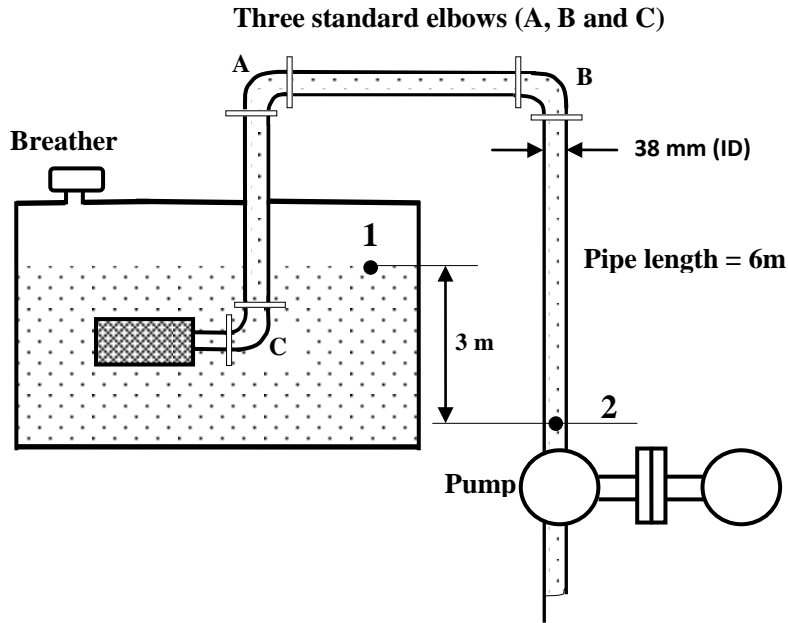 Three standard elbows (A, B and C)
A
B
Breather
38 mm (ID)
1
Pipe length = 6m
3 m
C
2
Pump